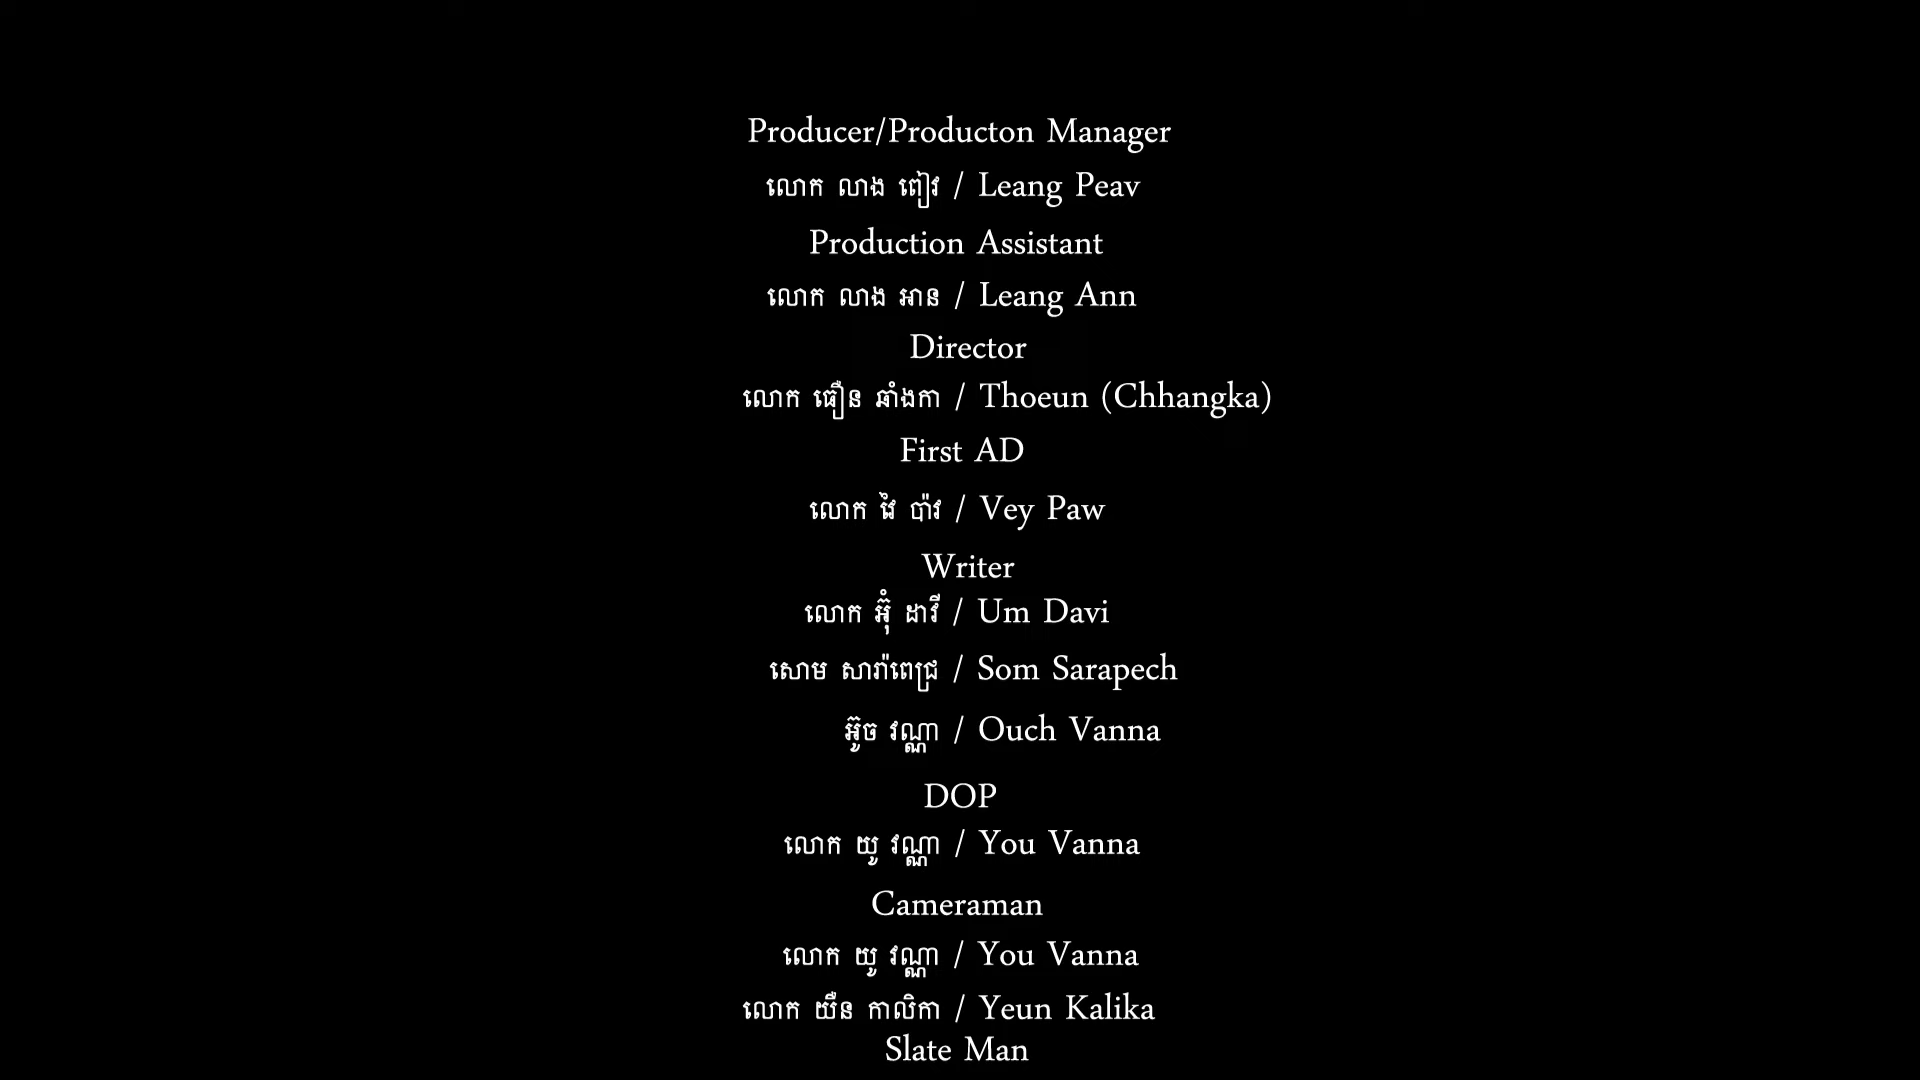 Producer/Producton Manager
លោក លាង ពៀវ / Leang Peav
Production Assistant
លោក លាង អាន / Leang Ann
Director
លោក ធឿន ឆាំងកា / Thoeun (Chhangka)
First AD
លោក វៃ ប៉ាវ / Vey Paw
Writer
លោក អ៊ុំ ដាវី / Um Davi
សោម សារ៉ាពេជ្រ / Som Sarapech
អ៊ូច វណ្ណា / Ouch Vanna
DOP
លោក យូ វណ្ណា / You Vanna
Cameraman
លោក យូ វណ្ណា / You Vanna
លោក យឺន កាលិកា / Yeun Kalika
Slate Man